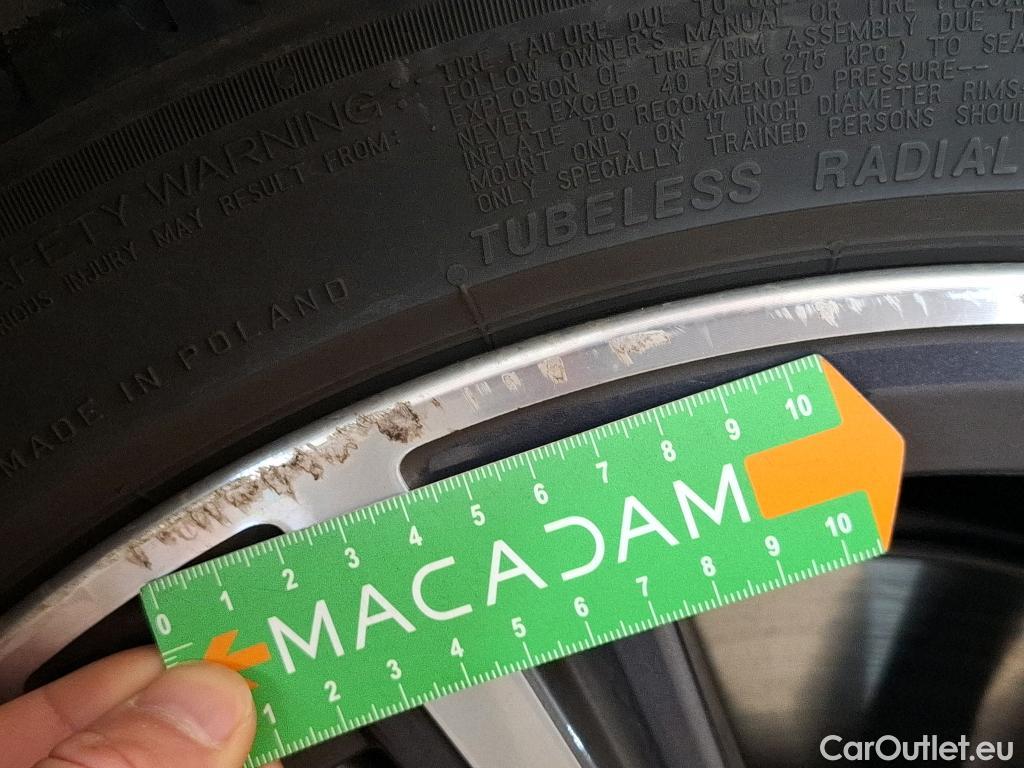 TIRE FAILURE DUE TO
FOLLOW OWNER'S MANUAL OR TIRE
EXPLOSION OF TIRE/RIM ASSEMBLY DUE
NEVER EXCEED 40 PSI (275 KPa) TO SEA
INFLATE TO RECOMMENDED PRESSURE--
MOUNT ONLY ON 17 INCH DIAMETER RIMS-
ONLY SPECIALLY TRAINED PERSONS SHOUL
AFETY WARNING:
RIOUS INJURY MAY RESULT FROM:
TUBELESS RADIAL
MADE IN POLAND
0 1 2 3 4 5 6 7 8 9 10
MACADAM
1 2 3 4 5 6 7 8 9 10
CarOutlet.eu